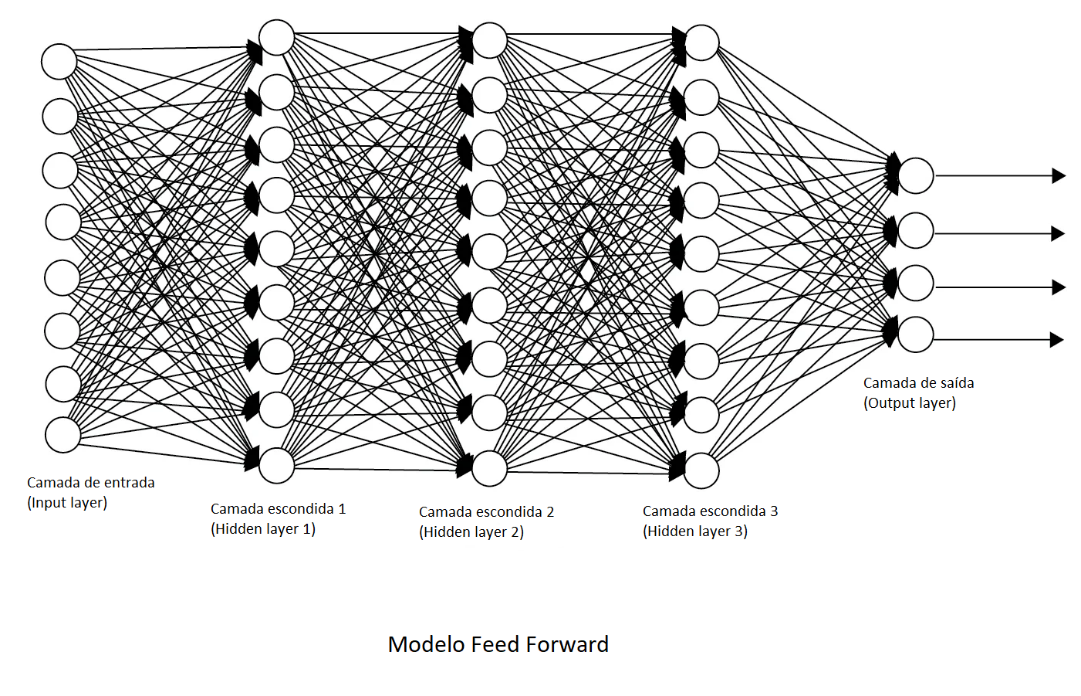 Camada de entrada
(Input layer)
Camada escondida 1
(Hidden layer 1)
Camada escondida 2
(Hidden layer 2)
Camada escondida 3
(Hidden layer 3)
Camada de saída
(Output layer)
Modelo Feed Forward